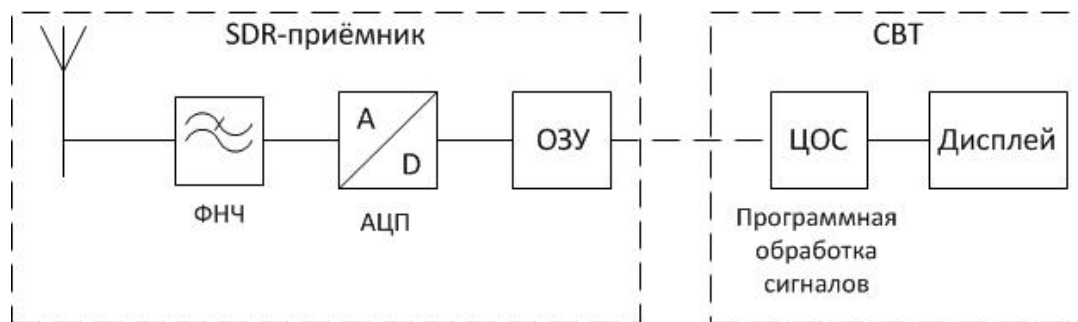 SDR-приёмник
СВТ
A
D
ОЗУ
ЦОС
Дисплей
ФНЧ
АЦП
Программная
обработка
сигналов